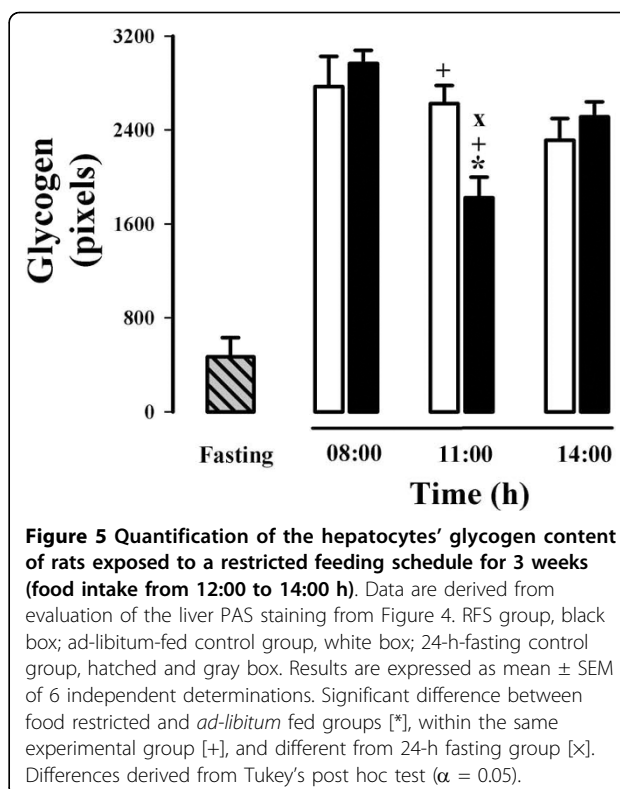 3200
2400
1600
800
0
Glycogen
(pixels)
+
x
+
*
Fasting
08:00
11:00
14:00
Time (h)
Figure 5 Quantification of the hepatocytes' glycogen content
of rats exposed to a restricted feeding schedule for 3 weeks
(food intake from 12:00 to 14:00 h). Data are derived from
evaluation of the liver PAS staining from Figure 4. RFS group, black
box; ad-libitum-fed control group, white box; 24-h-fasting control
group, hatched and gray box. Results are expressed as mean ± SEM
of 6 independent determinations. Significant difference between
food restricted and ad-libitum fed groups [*], within the same
experimental group [+], and different from 24-h fasting group [×].
Differences derived from Tukey's post hoc test (α = 0.05).